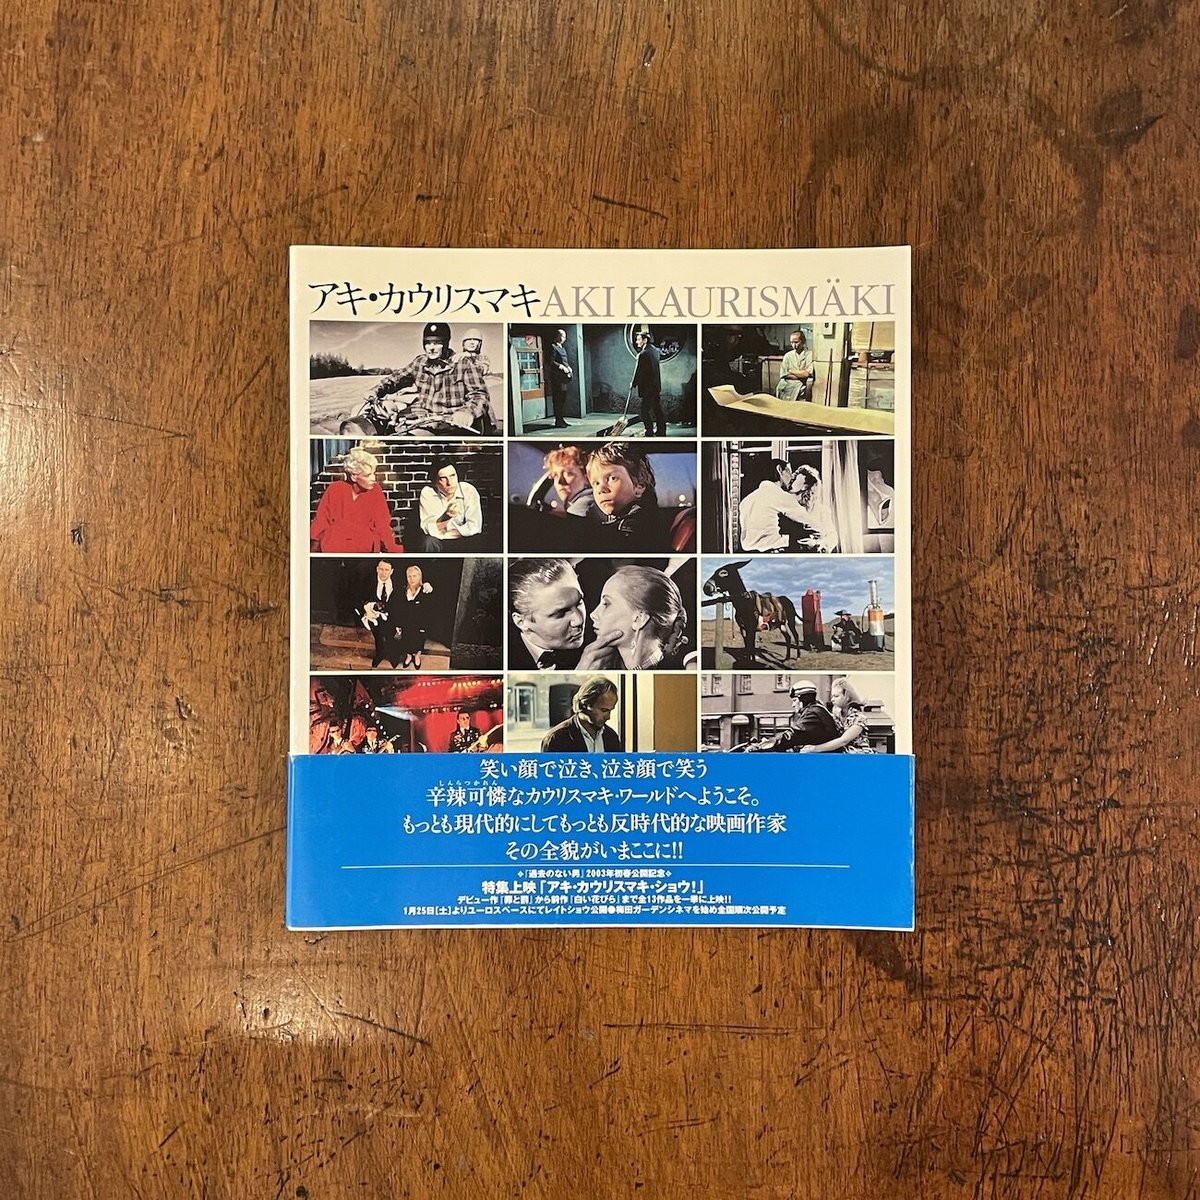 アキ・カウリスマキ AKI KAURISMÄKI
笑い顔で泣き、泣き顔で笑う
しんらつかれん
辛辣可憐なカウリスマキ・ワールドへようこそ。
もっとも現代的にしてもっとも反時代的な映画作家
その全貌がいまここに!!
❖『過去のない男』2003年初春公開記念❖
特集上映「アキ・カウリスマキ・ショウ!」
デビュー作『罪と罰』から前作『白い花びら』まで全13作品を一挙に上映!!
1月25日[土]よりユーロスペースにてレイトショウ公開●梅田ガーデンシネマを始め全国順次公開予定